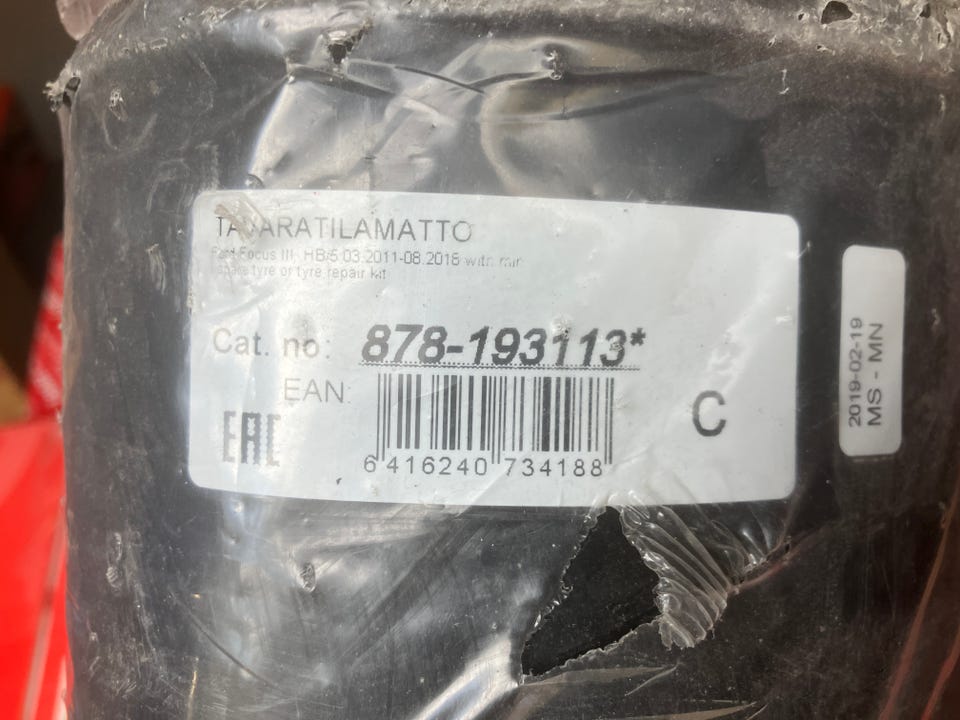 TAVARATILAMATTO
Ford Focus III, HB/5 03.2011-08.2018 with mini
spare tyre or tyre repair kit
Cat. no: 878-193113*
EAN:
6 416240 734188
EAC
C
2019-02-19
MS - MN